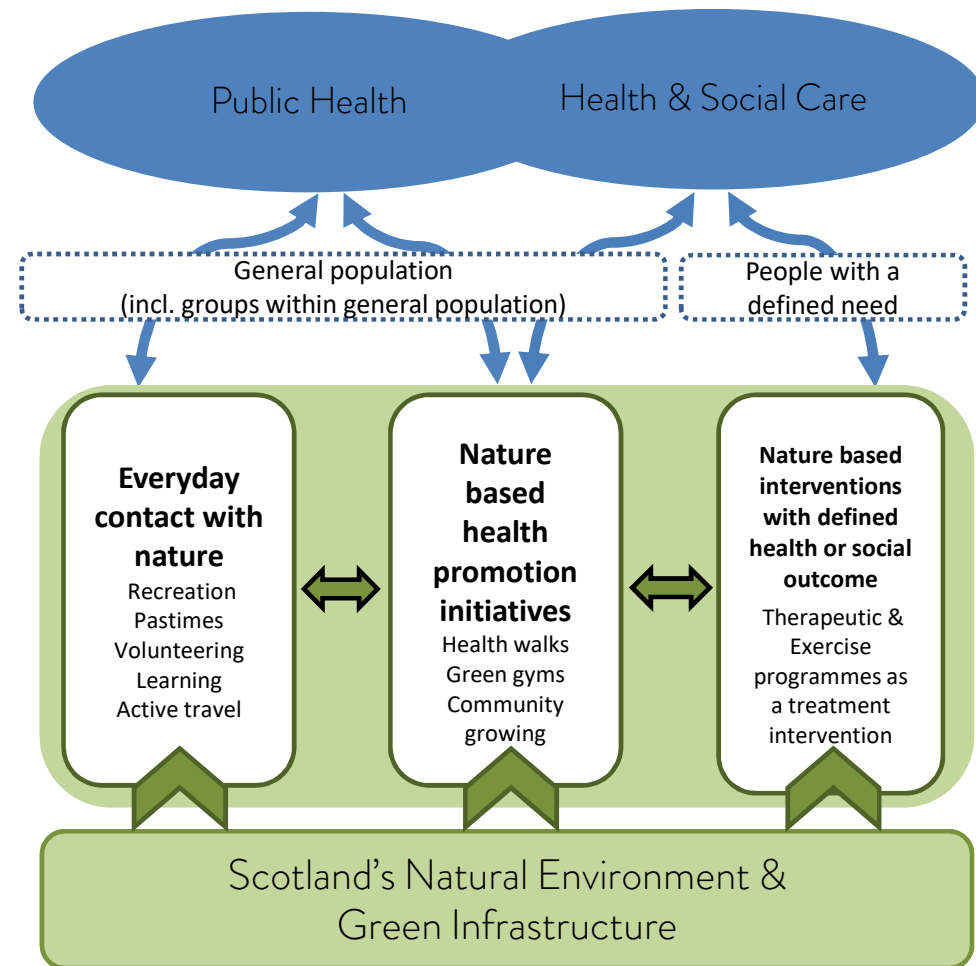 Public Health
Health & Social Care
General population
(incl. groups within general population)
People with a
defined need
Everyday
contact with
nature
Recreation
Pastimes
Volunteering
Learning
Active travel
Nature
based
health
promotion
initiatives
Health walks
Green gyms
Community
growing
Nature based
interventions
with defined
health or social
outcome
Therapeutic &
Exercise
programmes as
a treatment
intervention
Scotland’s Natural Environment &
Green Infrastructure